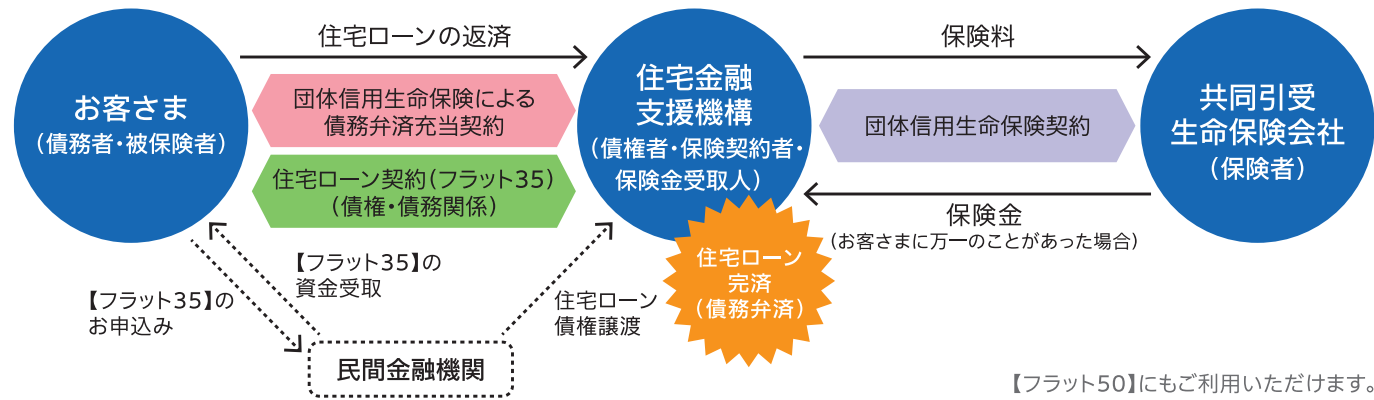 お客さま
（債務者・被保険者）
住宅ローンの返済
団体信用生命保険による
債務弁済充当契約
住宅ローン契約（フラット35）
（債権・債務関係）
住宅金融
支援機構
（債権者・保険契約者・
保険金受取人）
住宅ローン
完済
（債務弁済）
保険料
団体信用生命保険契約
保険金
（お客さまに万一のことがあった場合）
共同引受
生命保険会社
（保険者）
【フラット35】の
お申込み
【フラット35】の
資金受取
住宅ローン
債権譲渡
民間金融機関
【フラット50】にもご利用いただけます。